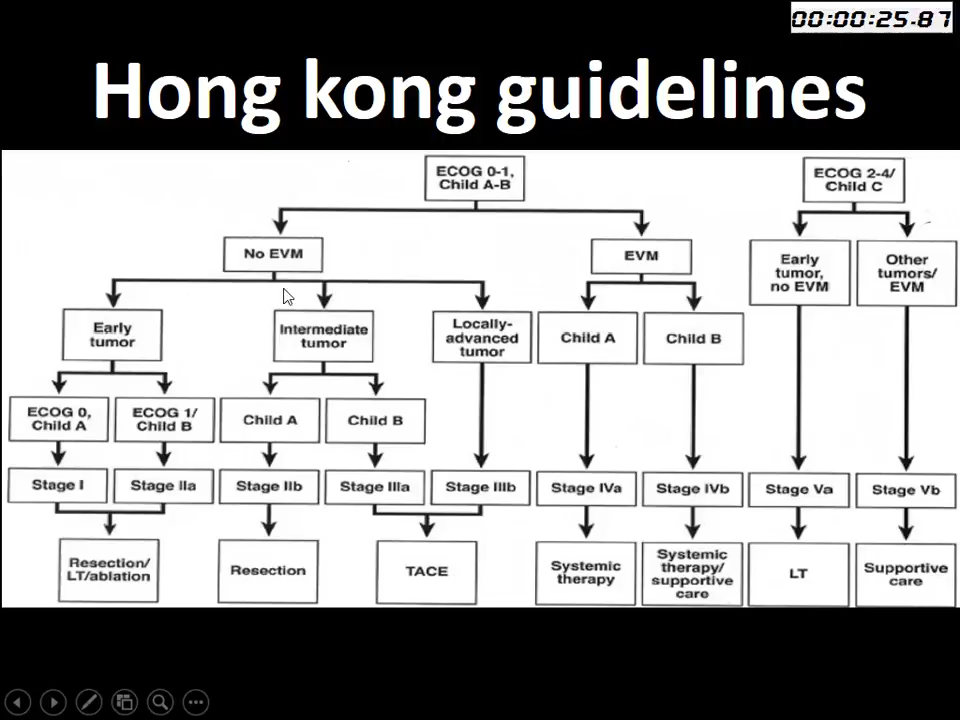 00:00:25.87
Hong kong guidelines
ECOG 0-1,
Child A-B
ECOG 2-4/
Child C
No EVM
EVM
Early
tumor,
no EVM
Other
tumors/
EVM
Early
tumor
Intermediate
tumor
Locally-
advanced
tumor
Child A
Child B
ECOG 0,
Child A
ECOG 1/
Child B
Child A
Child B
Stage I
Stage IIa
Stage IIb
Stage IIIa
Stage IIIb
Stage IVa
Stage IVb
Stage Va
Stage Vb
Resection/
LT/ablation
Resection
TACE
Systemic
therapy
Systemic
therapy/
supportive
care
LT
Supportive
care